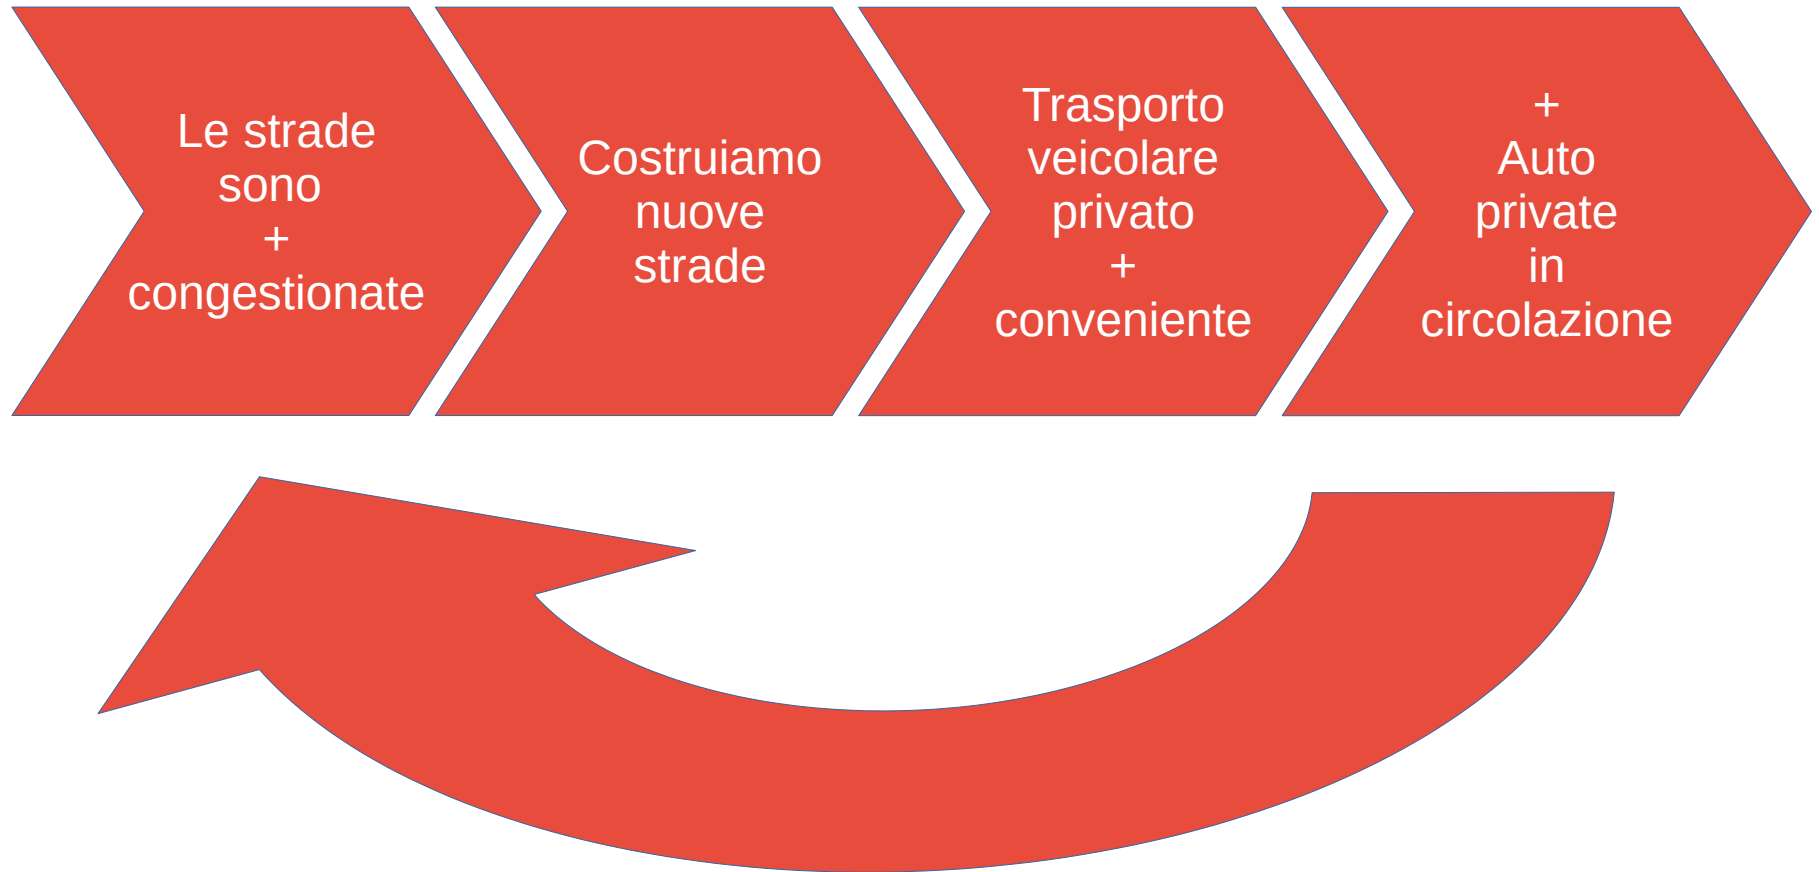 Le strade
sono
+
congestionate
Costruiamo
nuove
strade
Trasporto
veicolare
privato
+
conveniente
+
Auto
private
in
circolazione